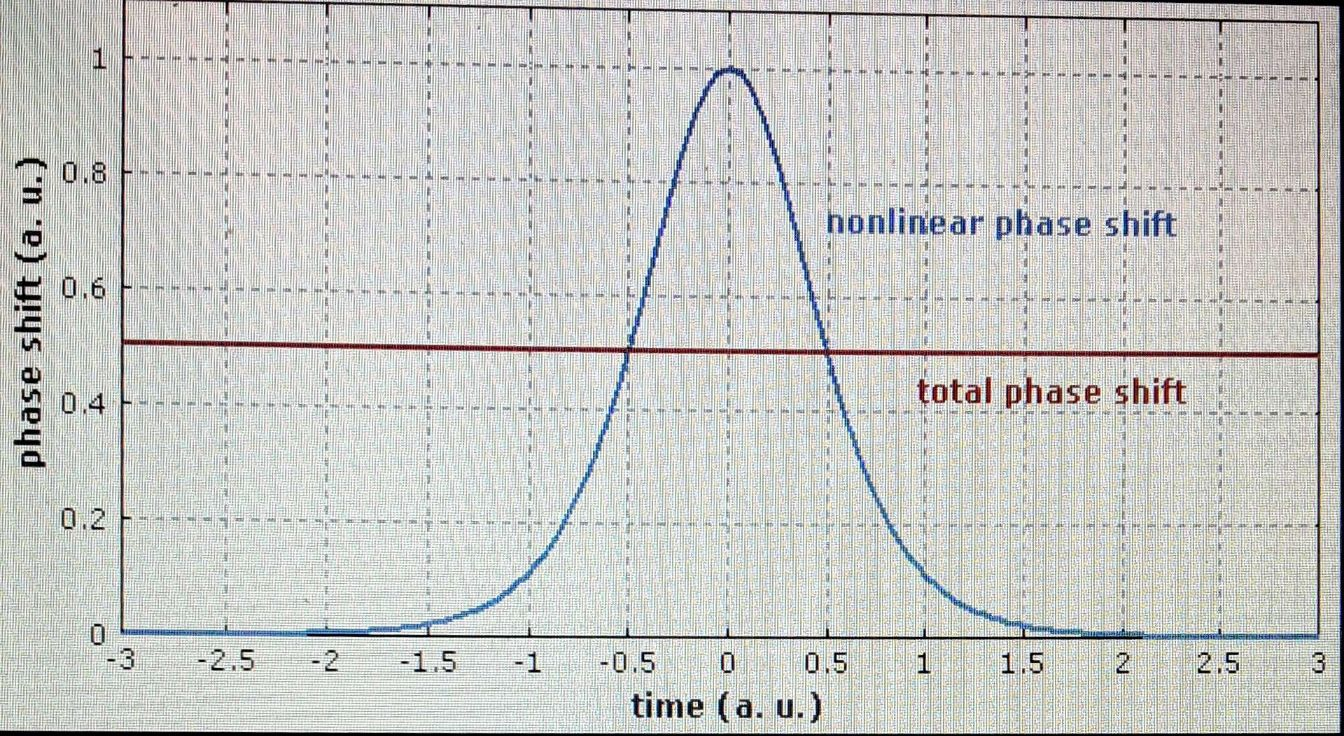 phase shift (a. u.)
1
0.8
0.6
0.4
0.2
0
nonlinear phase shift
total phase shift
-3 -2.5 -2 -1.5 -1 -0.5 0 0.5 1 1.5 2 2.5 3
time (a. u.)